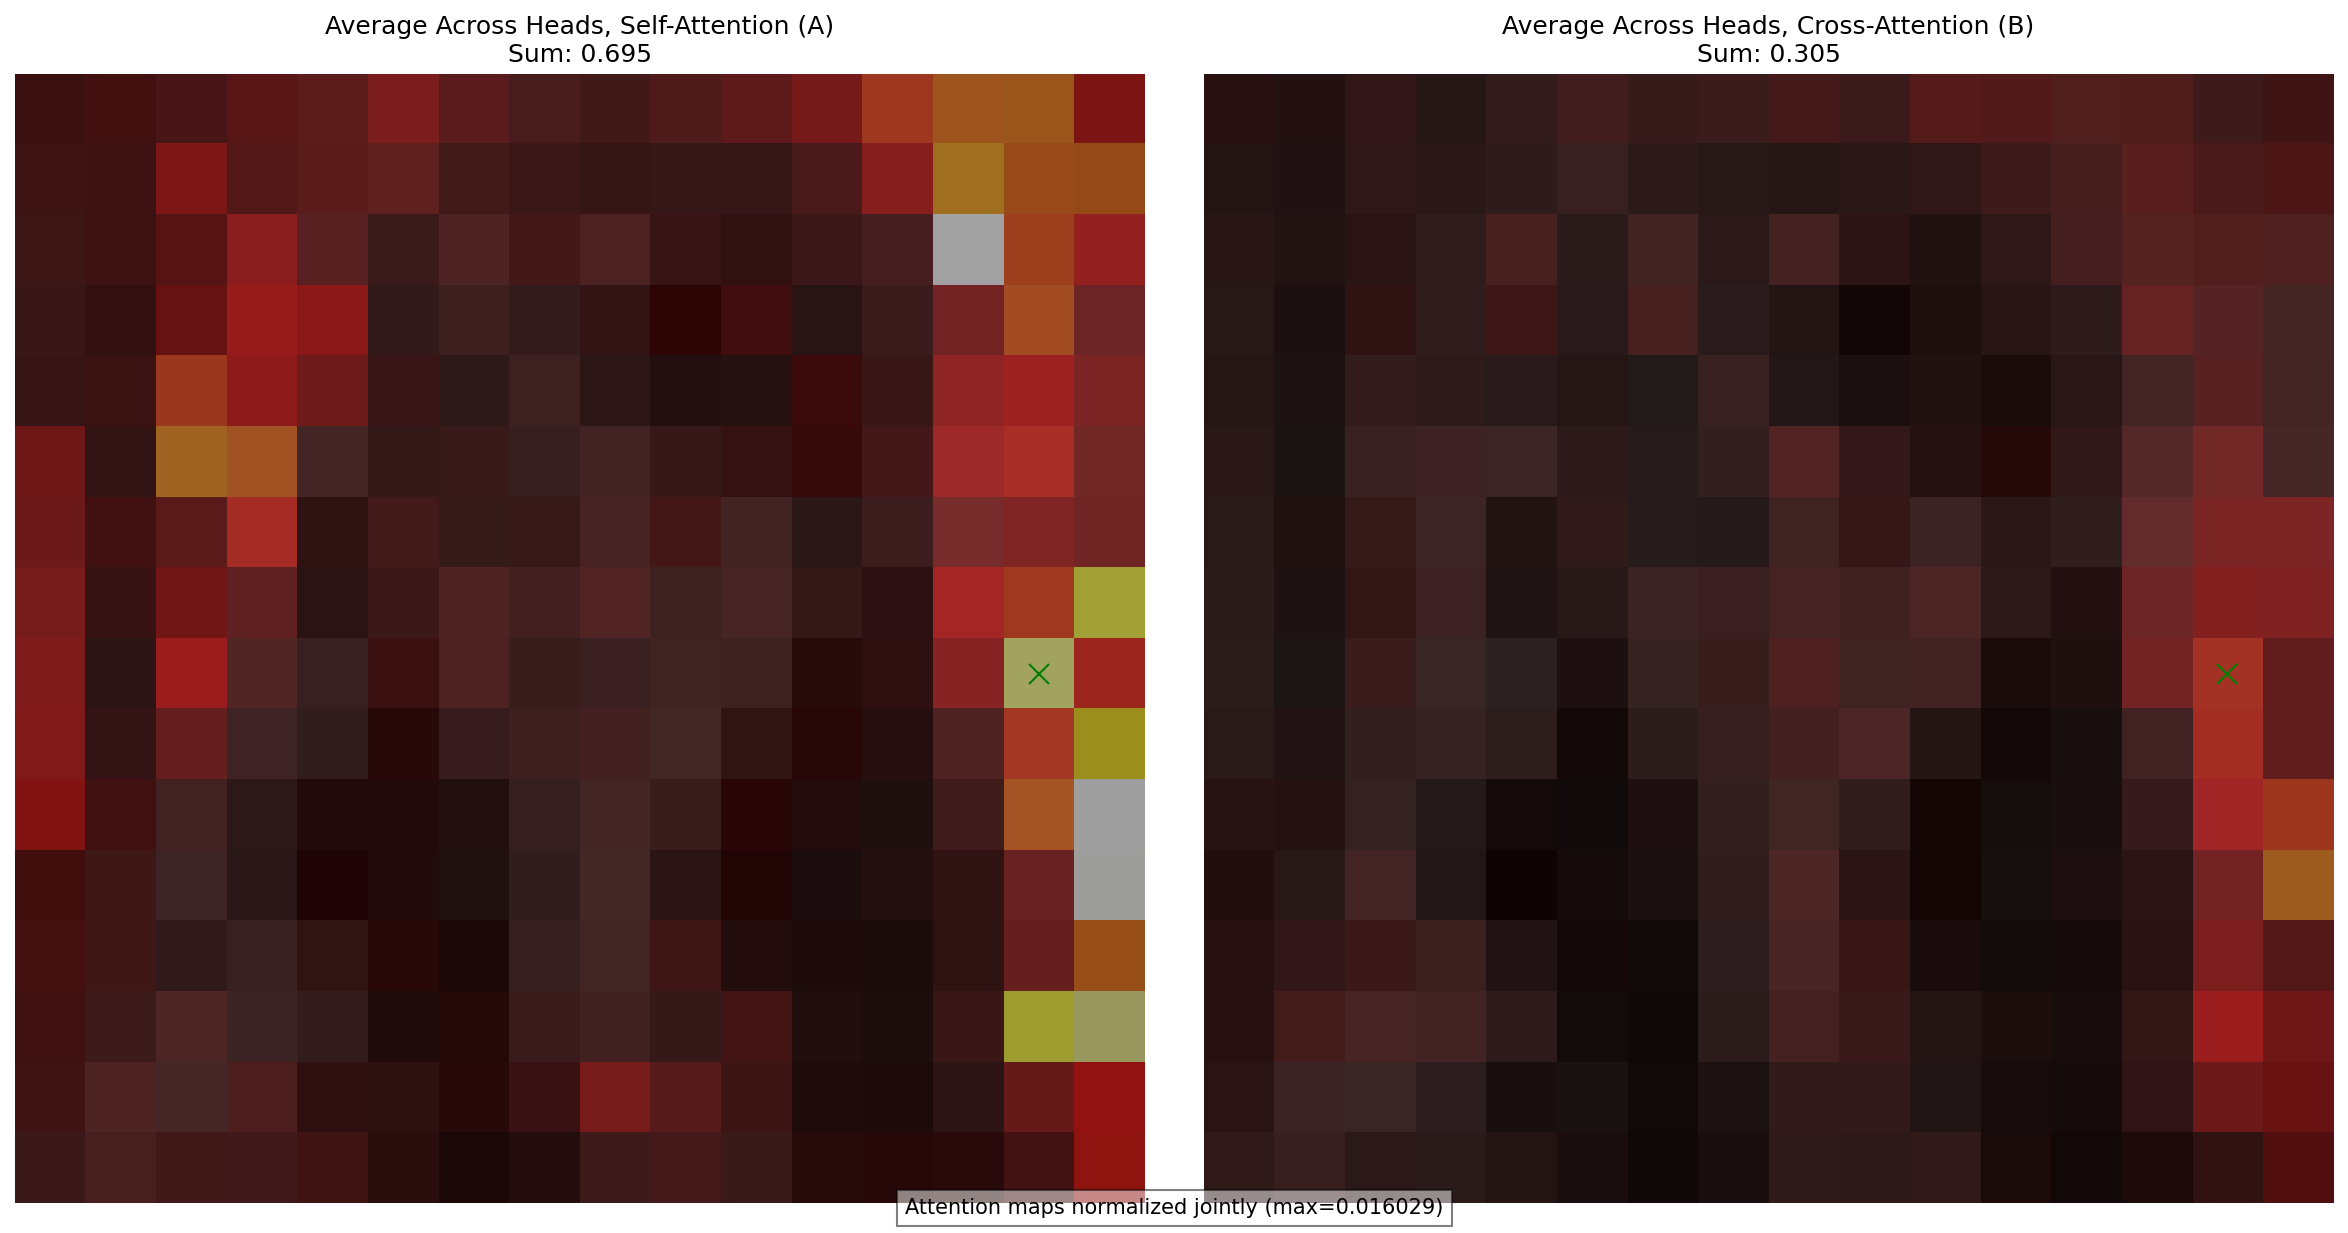 Average Across Heads, Self-Attention (A)
Sum: 0.695
Average Across Heads, Cross-Attention (B)
Sum: 0.305
Attention maps normalized jointly (max=0.016029)